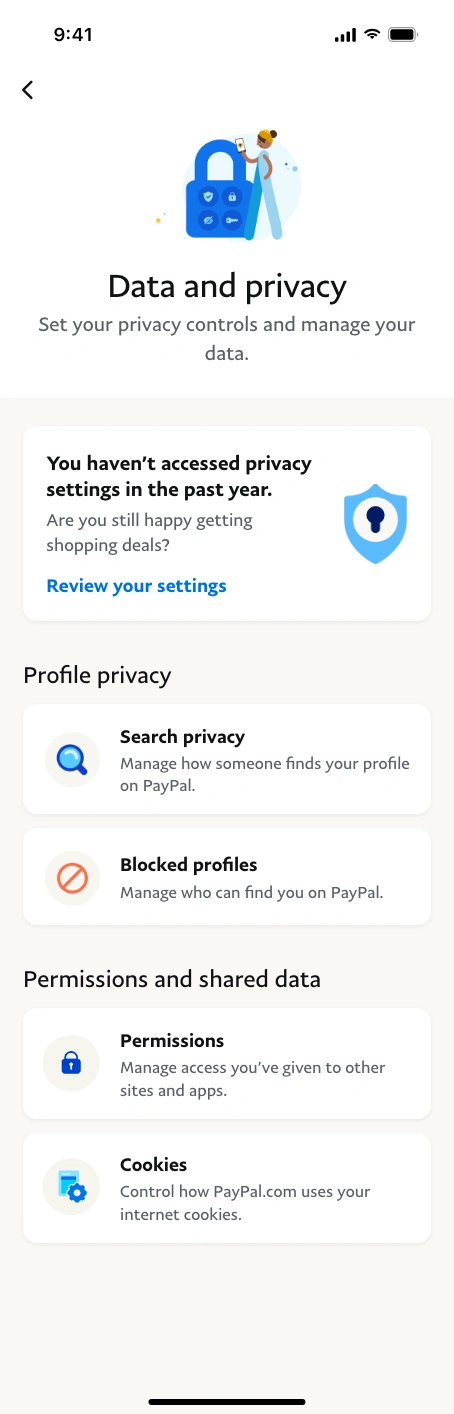 9:41
Data and privacy
Set your privacy controls and manage your
data.
You haven’t accessed privacy
settings in the past year.
Are you still happy getting
shopping deals?
Review your settings
Profile privacy
Search privacy
Manage how someone finds your profile
on PayPal.
Blocked profiles
Manage who can find you on PayPal.
Permissions and shared data
Permissions
Manage access you’ve given to other
sites and apps.
Cookies
Control how PayPal.com uses your
internet cookies.